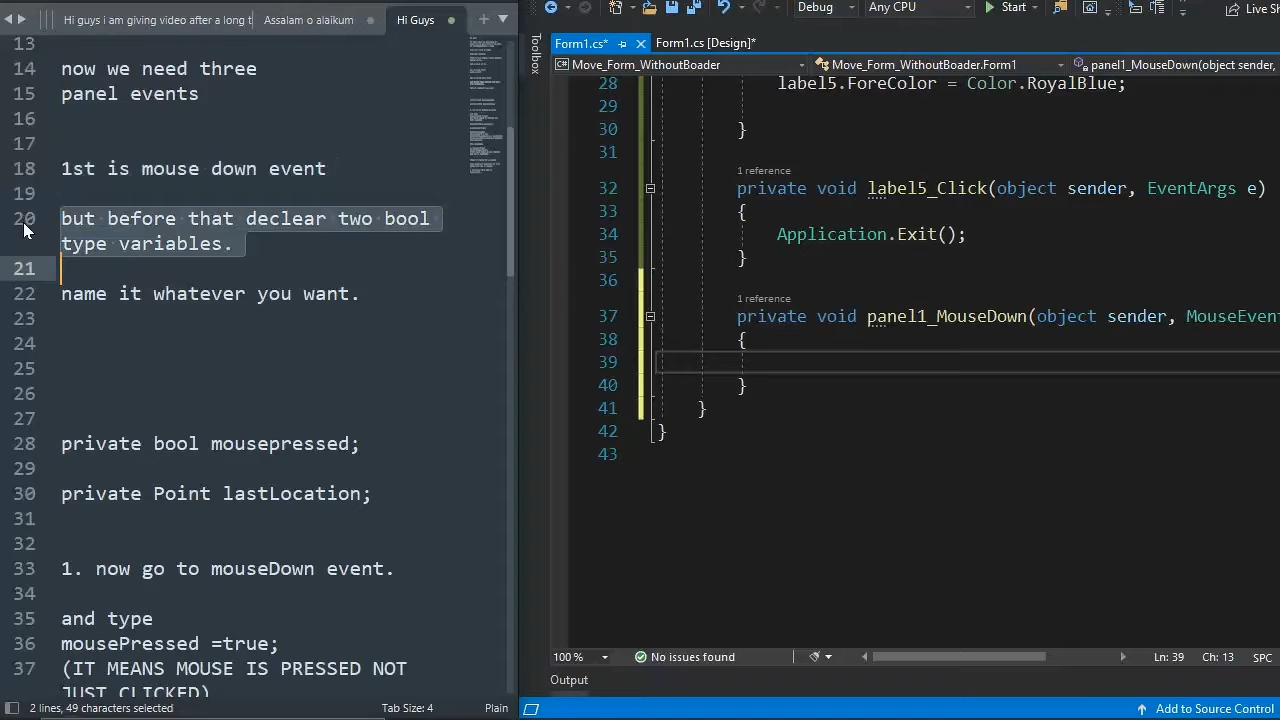 Hi guys i am giving video after a long t
Assalam o alaikum
Hi Guys
13
14 now we need tiree
15 panel events
16
17
18 1st is mouse down event
19
20 but before that declear two bool
type variables.
21
22 name it whatever you want.
23
24
25
26
27
28 private bool mousepressed;
29
30 private Point lastLocation;
31
32
33 1. now go to mouseDown event.
34
35 and type
36 mousePressed =true;
37 (IT MEANS MOUSE IS PRESSED NOT
JUST CLICKED)
2 lines, 49 characters selected
Tab Size: 4
Plain
Debug
Any CPU
Start
Live Sh
Toolbox
Form1.cs*
Form1.cs [Design]*
Move_Form_WithoutBoader
Move_Form_WithoutBoader.Form1
panel1_MouseDown(object sender,
28 label5.ForeColor = Color.RoyalBlue;
29
30 }
31
1 reference
32 private void label5_Click(object sender, EventArgs e)
33 {
34 Application.Exit();
35 }
36
1 reference
37 private void panel1_MouseDown(object sender, MouseEven
38 {
39
40 }
41 }
42 }
43
100 %
No issues found
Ln: 39
Ch: 13
SPC
Output
Add to Source Control